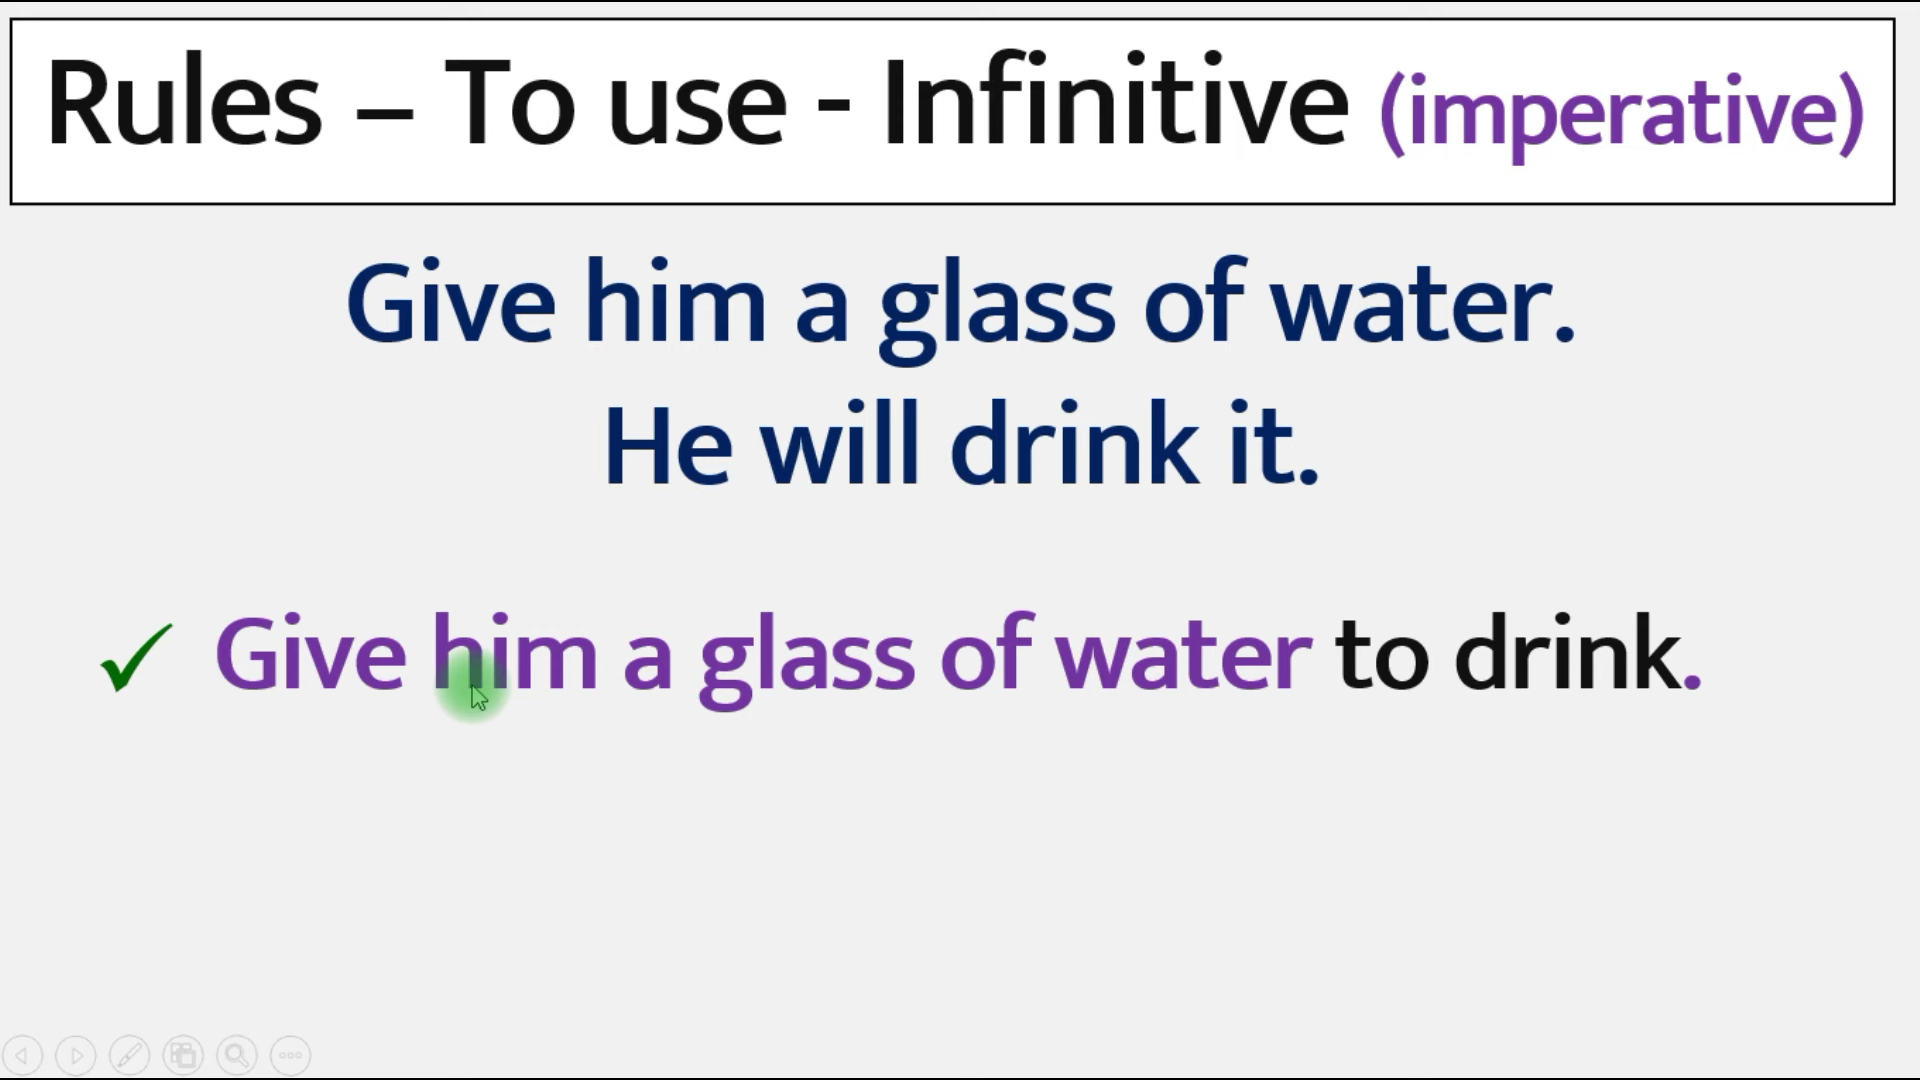 Rules – To use - Infinitive (imperative)
Give him a glass of water.
He will drink it.
✓ Give him a glass of water to drink.